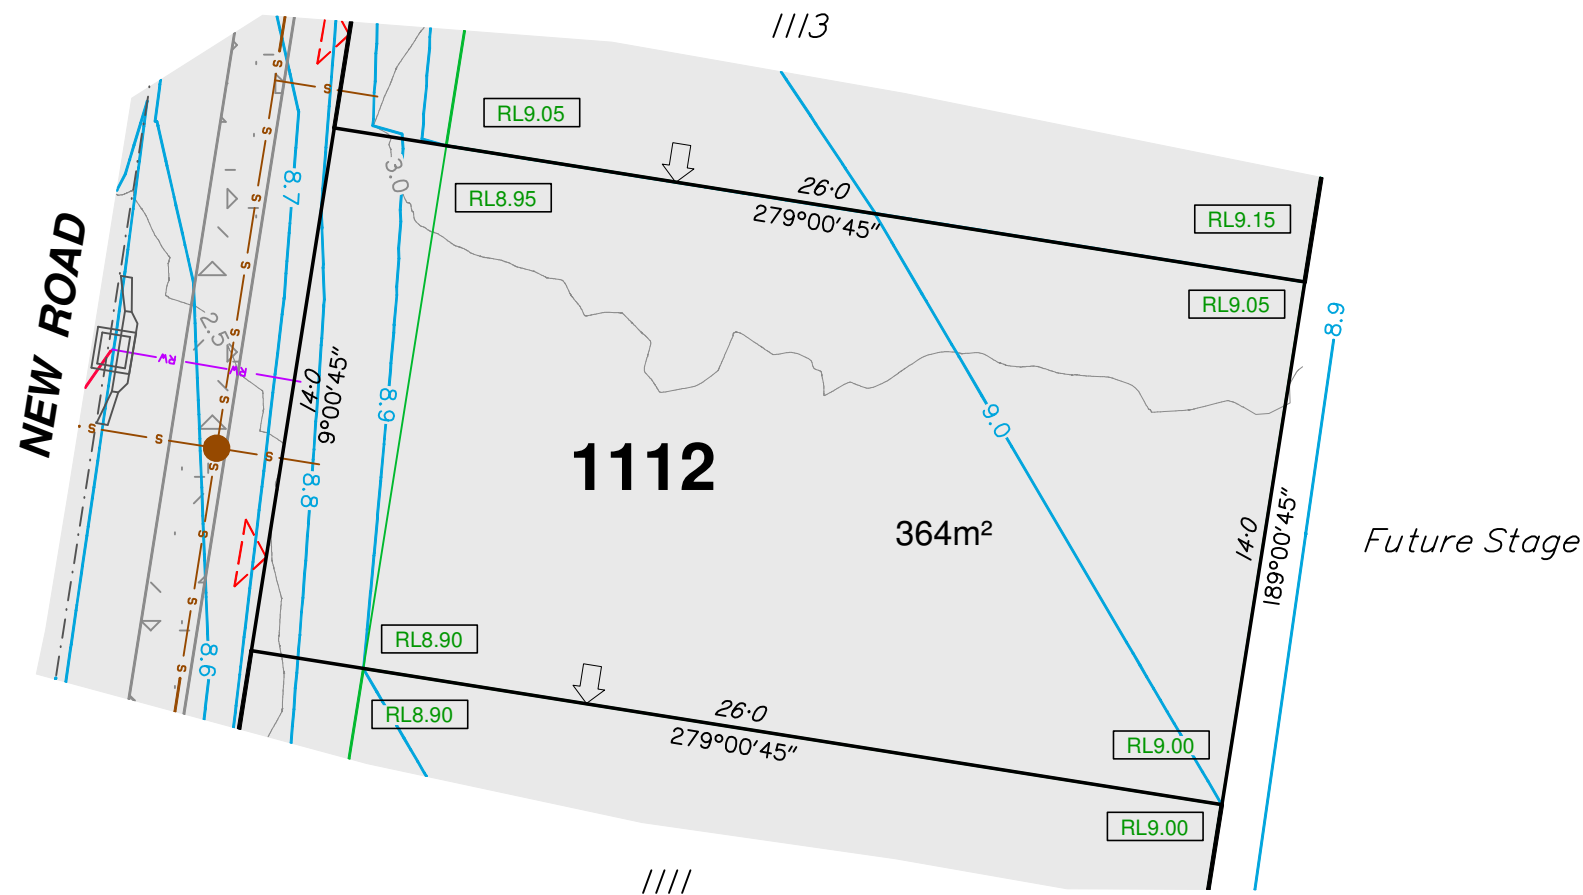 1113
S
S
RL9.05
S
3.0
26·0
RL8.95
8.7
S
279°00'45"
RL9.15
NEW ROAD
S
RL9.05
8.9
2.5
S
RW
RW
14·0
9°00'45"
8.9
S
9.0
S
S
S
S
1112
8.8
364m²
14·0
189°00'45"
Future Stage
S
S
RL8.90
8.6
S
26·0
RL8.90
279°00'45"
RL9.00
RL9.00
1111